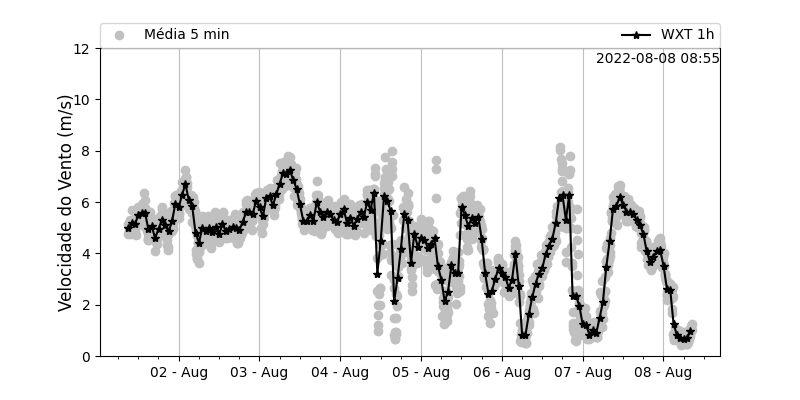 Média 5 min
WXT 1h
2022-08-08 08:55
Velocidade do Vento (m/s)
12
10
8
6
4
2
0
02 - Aug
03 - Aug
04 - Aug
05 - Aug
06 - Aug
07 - Aug
08 - Aug